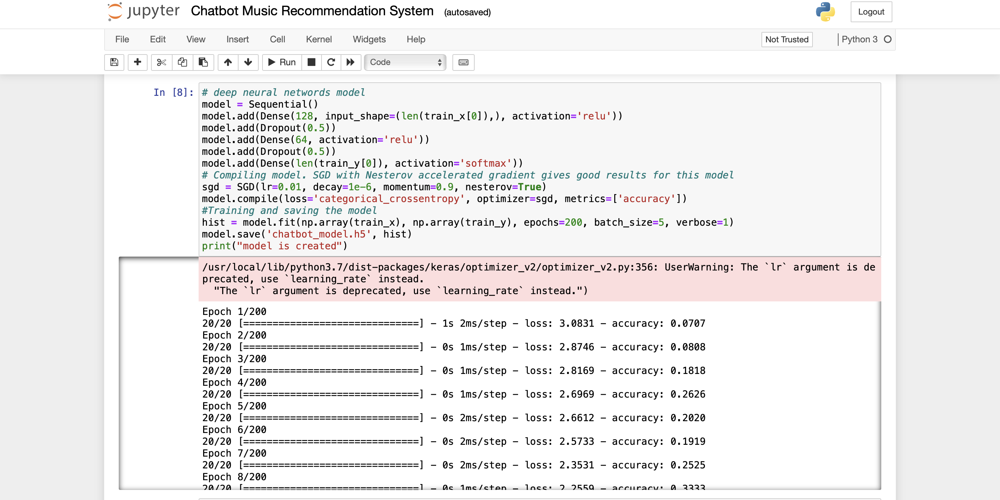 jupyter Chatbot Music Recommendation System (autosaved) Logout
File Edit View Insert Cell Kernel Widgets Help Not Trusted Python 3
Run Code
In [8]: # deep neural networds model
model = Sequential()
model.add(Dense(128, input_shape=(len(train_x[0]),), activation='relu'))
model.add(Dropout(0.5))
model.add(Dense(64, activation='relu'))
model.add(Dropout(0.5))
model.add(Dense(len(train_y[0]), activation='softmax'))
# Compiling model. SGD with Nesterov accelerated gradient gives good results for this model
sgd = SGD(lr=0.01, decay=1e-6, momentum=0.9, nesterov=True)
model.compile(loss='categorical_crossentropy', optimizer=sgd, metrics=['accuracy'])
#Training and saving the model
hist = model.fit(np.array(train_x), np.array(train_y), epochs=200, batch_size=5, verbose=1)
model.save('chatbot_model.h5', hist)
print("model is created")
/usr/local/lib/python3.7/dist-packages/keras/optimizer_v2/optimizer_v2.py:356: UserWarning: The `lr` argument is de
precated, use `learning_rate` instead.
"The `lr` argument is deprecated, use `learning_rate` instead.")
Epoch 1/200
20/20 [==============================] - 1s 2ms/step - loss: 3.0831 - accuracy: 0.0707
Epoch 2/200
20/20 [==============================] - 0s 1ms/step - loss: 2.8746 - accuracy: 0.0808
Epoch 3/200
20/20 [==============================] - 0s 1ms/step - loss: 2.8169 - accuracy: 0.1818
Epoch 4/200
20/20 [==============================] - 0s 1ms/step - loss: 2.6969 - accuracy: 0.2626
Epoch 5/200
20/20 [==============================] - 0s 2ms/step - loss: 2.6612 - accuracy: 0.2020
Epoch 6/200
20/20 [==============================] - 0s 2ms/step - loss: 2.5733 - accuracy: 0.1919
Epoch 7/200
20/20 [==============================] - 0s 2ms/step - loss: 2.3531 - accuracy: 0.2525
Epoch 8/200
20/20 [==============================] - 0s 1ms/step - loss: 2.2559 - accuracy: 0.3333